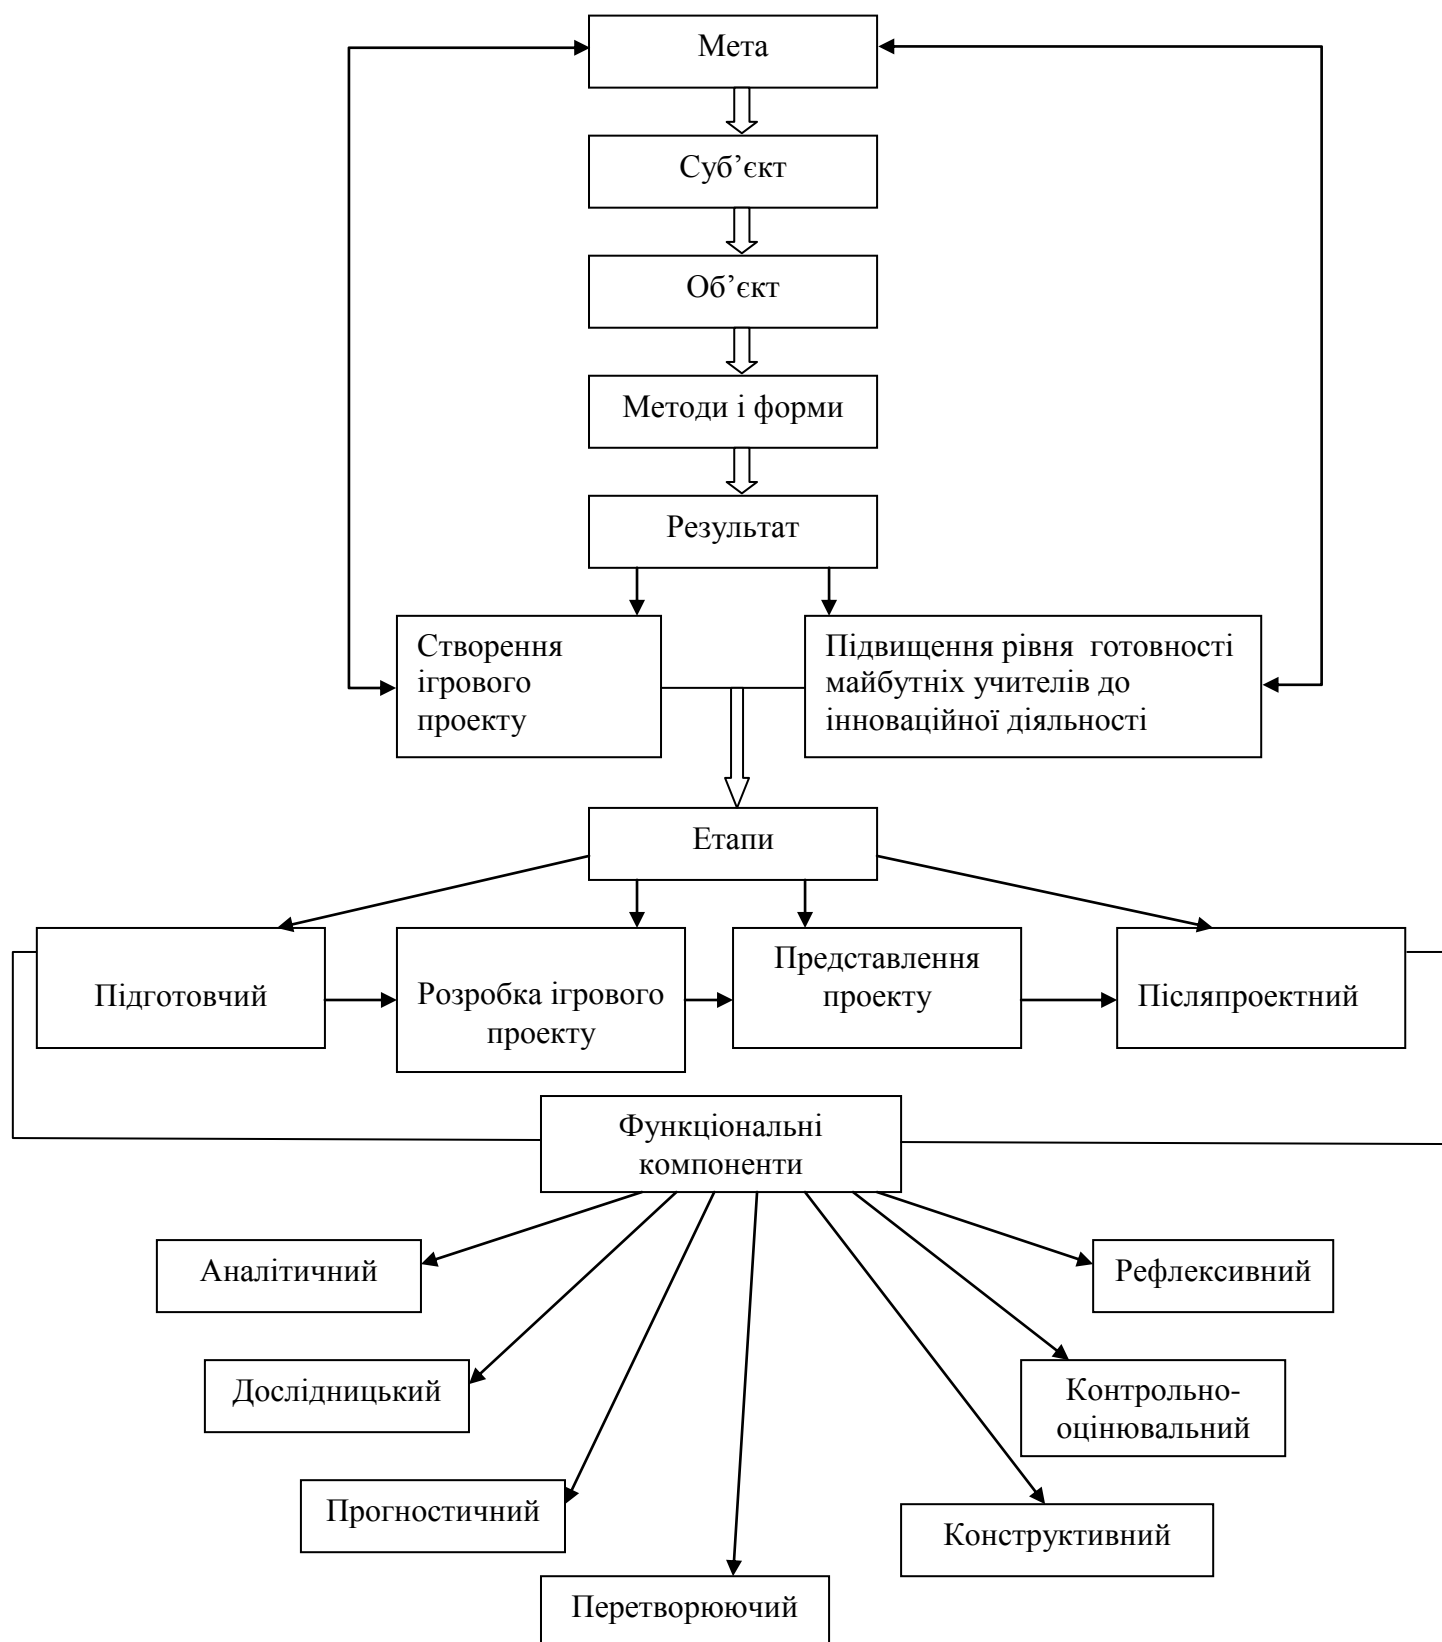 Мета
Суб’єкт
Об’єкт
Методи і форми
Результат
Створення
ігрового
проекту
Підвищення рівня готовності
майбутніх учителів до
інноваційної діяльності
Етапи
Підготовчий
Розробка ігрового
проекту
Представлення
проекту
Післяпроектний
Функціональні
компоненти
Аналітичний
Рефлексивний
Дослідницький
Контрольно-
оцінювальний
Прогностичний
Конструктивний
Перетворюючий